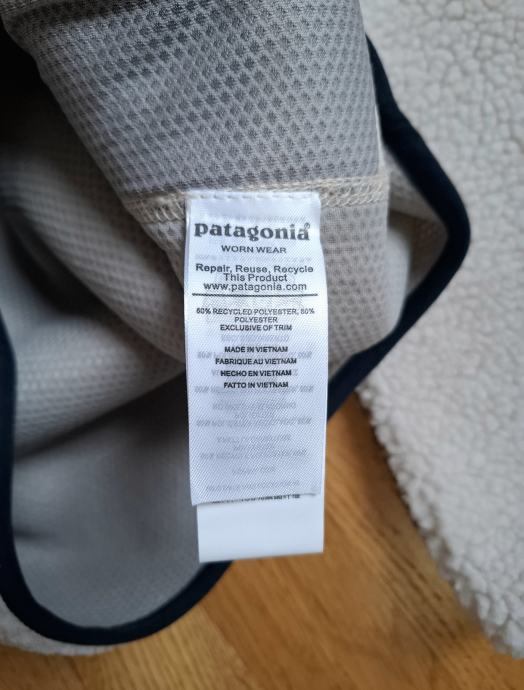 patagonia®
WORN WEAR
Repair, Reuse, Recycle
This Product
www.patagonia.com
50% RECYCLED POLYESTER, 50%
POLYESTER
EXCLUSIVE OF TRIM
MADE IN VIETNAM
FABRIQUE AU VIETNAM
HECHO EN VIETNAM
FATTO IN VIETNAM